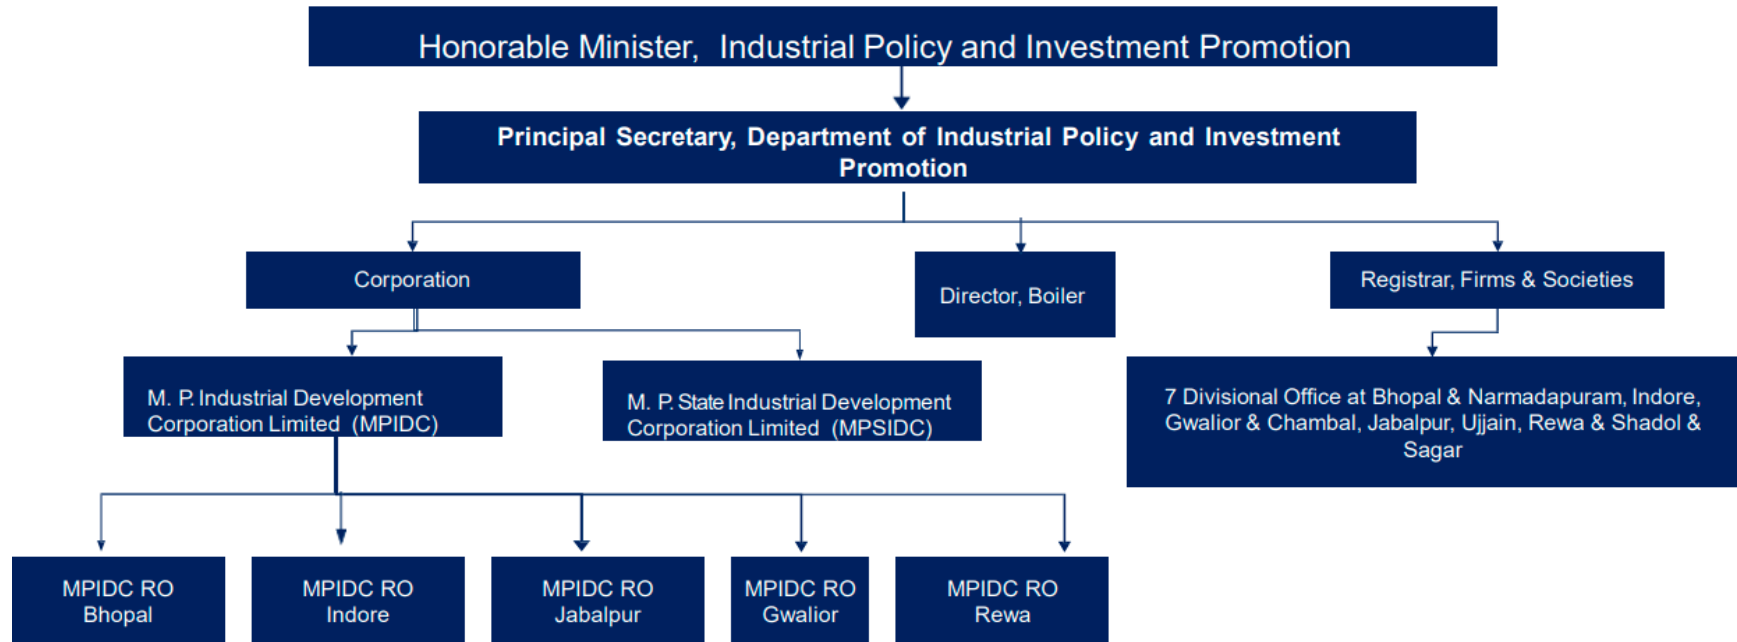 Honorable Minister, Industrial Policy and Investment Promotion
Principal Secretary, Department of Industrial Policy and Investment
Promotion
Corporation
Director, Boiler
Registrar, Firms & Societies
M. P. Industrial Development
Corporation Limited (MPIDC)
M. P. State Industrial Development
Corporation Limited (MPSIDC)
7 Divisional Office at Bhopal & Narmadapuram, Indore,
Gwalior & Chambal, Jabalpur, Ujjain, Rewa & Shadol &
Sagar
MPIDC RO
Bhopal
MPIDC RO
Indore
MPIDC RO
Jabalpur
MPIDC RO
Gwalior
MPIDC RO
Rewa